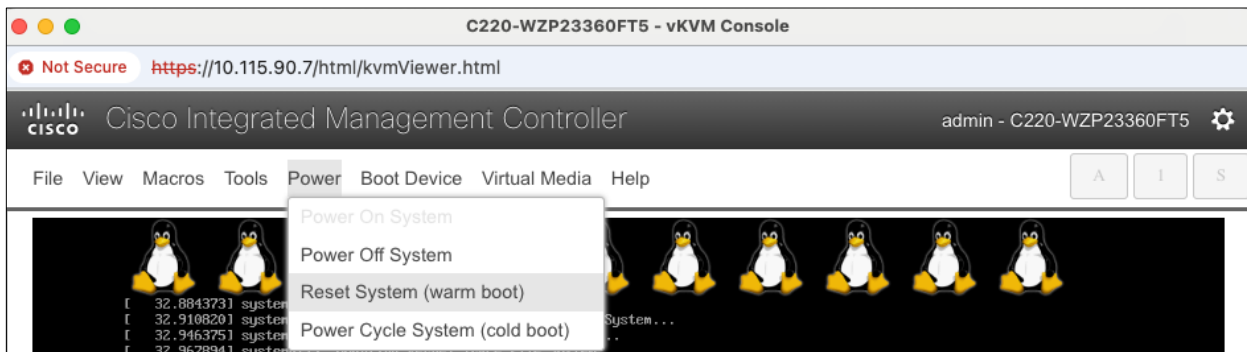 C220-WZP23360FT5 - vKVM Console
Not Secure https://10.115.90.7/html/kvmViewer.html
CISCO Cisco Integrated Management Controller admin - C220-WZP23360FT5
File View Macros Tools Power Boot Device Virtual Media Help A 1 S
Power On System
Power Off System
Reset System (warm boot)
Power Cycle System (cold boot)
[ 32.884373] system
[ 32.910820] system System...
[ 32.946375] system ..
[ 32.967894]